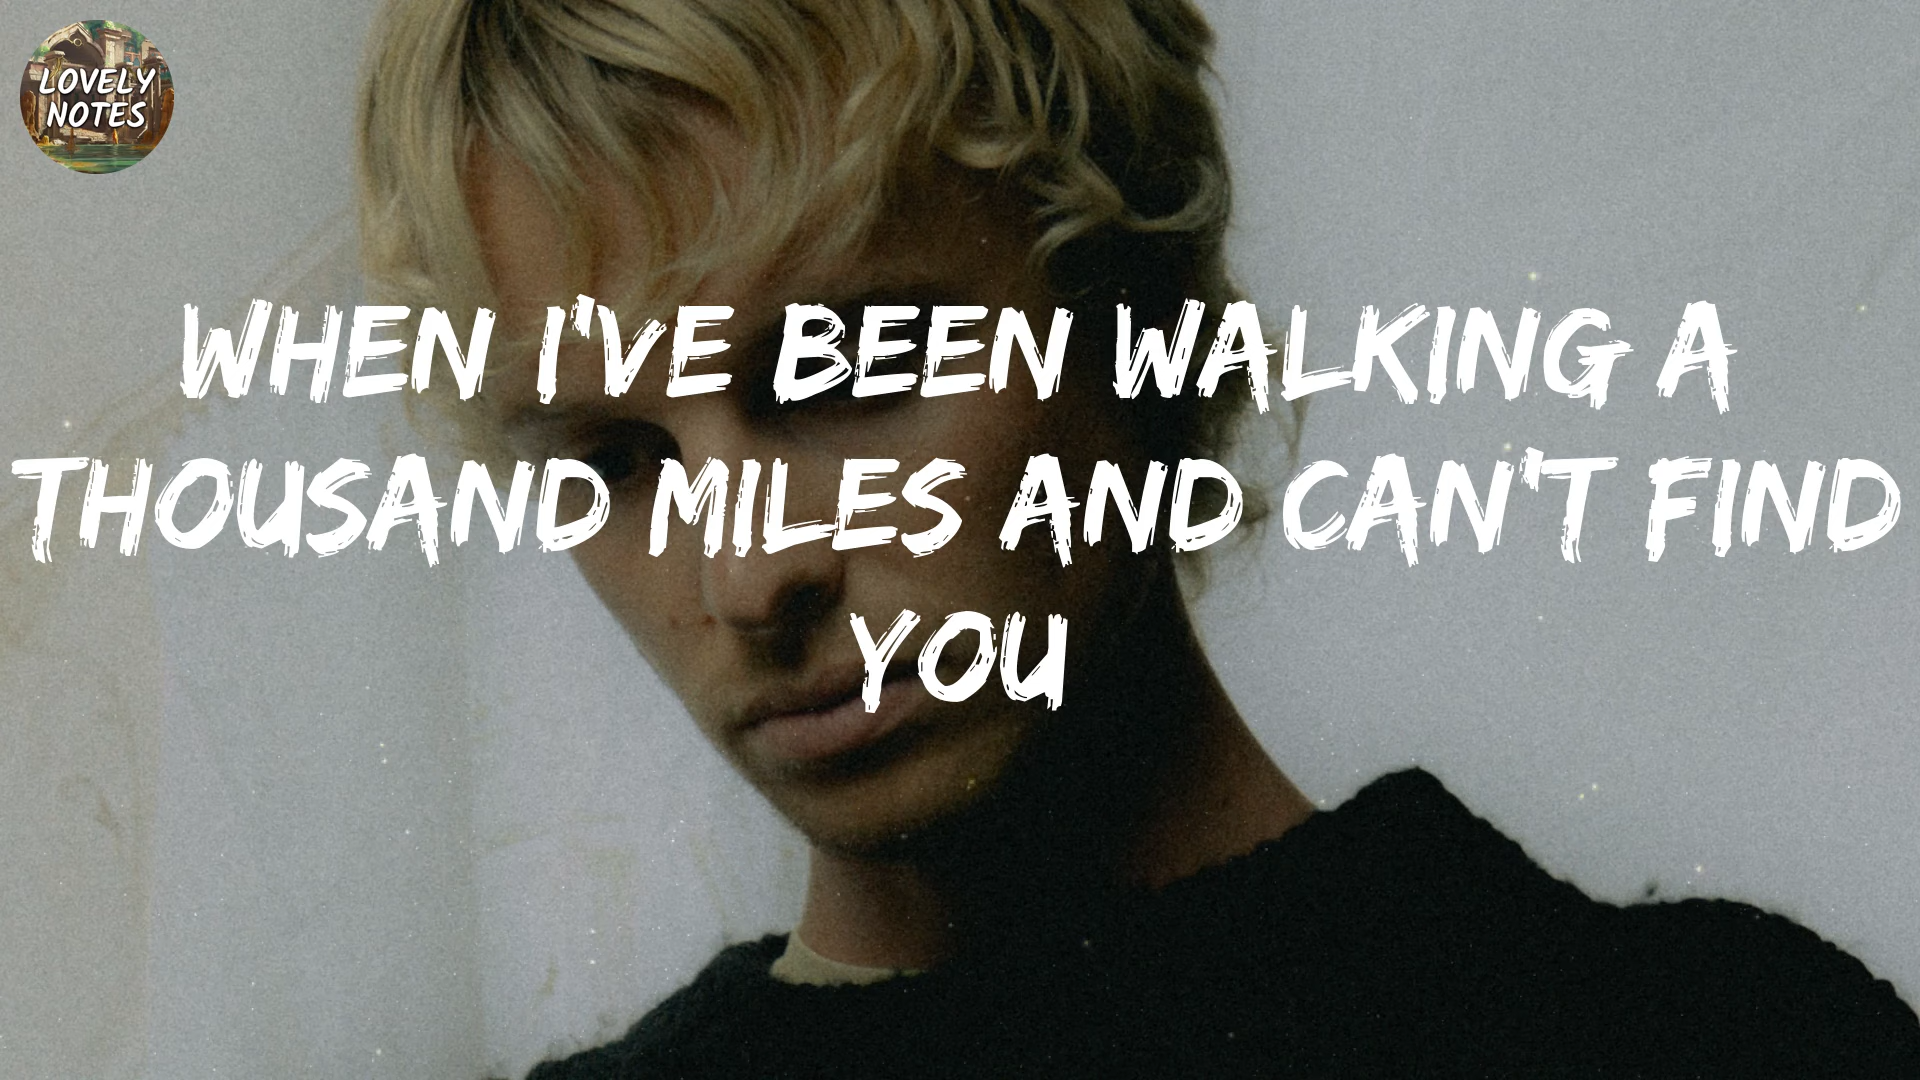 LOVELY
NOTES
WHEN I'VE BEEN WALKING A
THOUSAND MILES AND CAN'T FIND
YOU